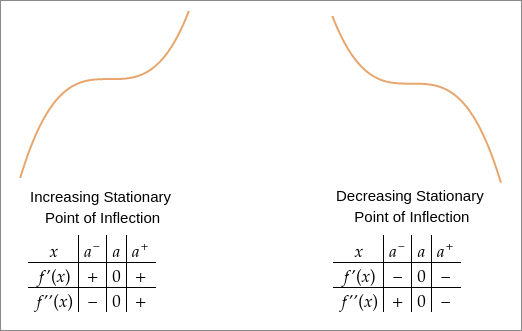 Increasing Stationary
Point of Inflection
x a⁻ a a⁺
f′(x) + 0 +
f′′(x) − 0 +
Decreasing Stationary
Point of Inflection
x a⁻ a a⁺
f′(x) − 0 −
f′′(x) + 0 −